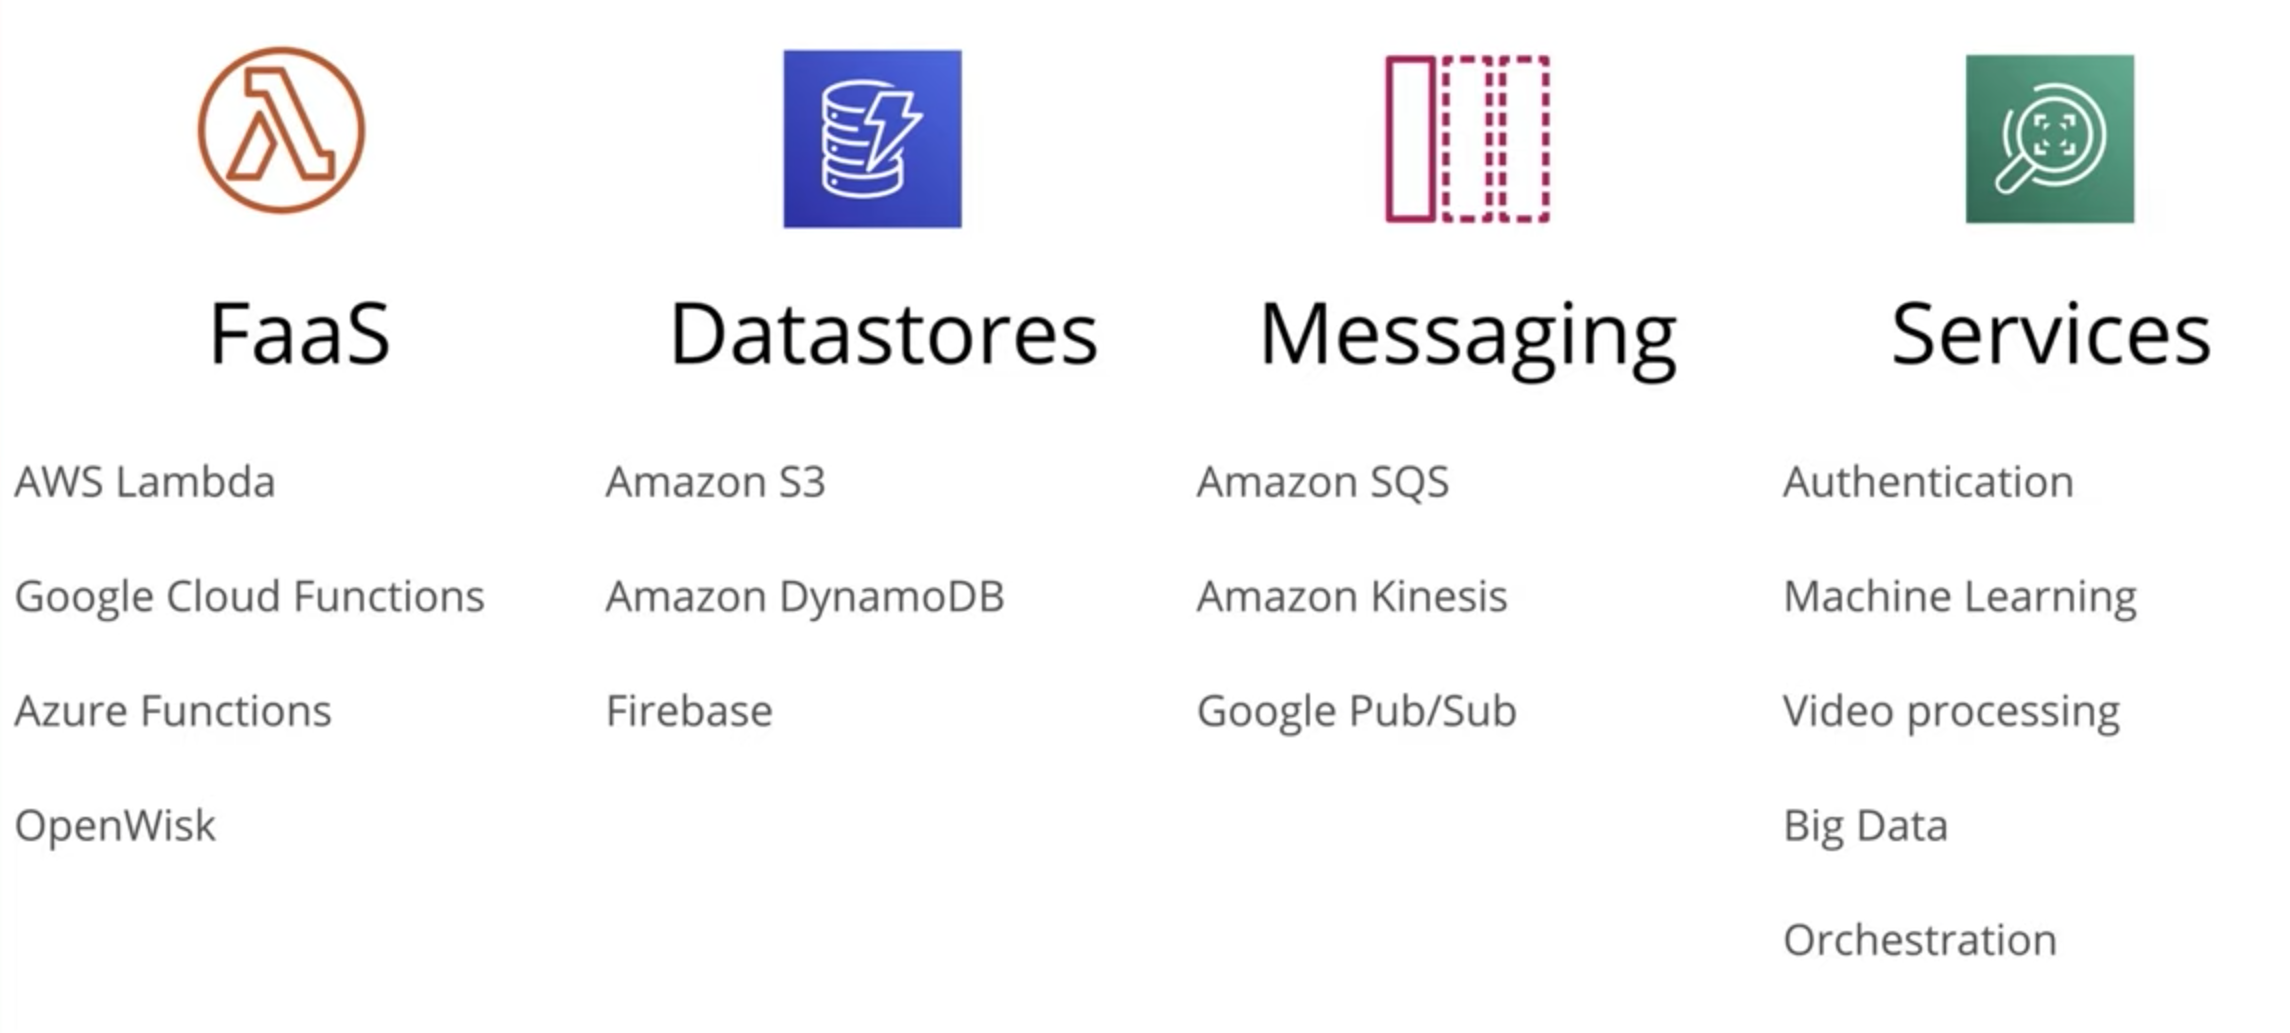 FaaS
AWS Lambda
Google Cloud Functions
Azure Functions
OpenWisk
Datastores
Amazon S3
Amazon DynamoDB
Firebase
Messaging
Amazon SQS
Amazon Kinesis
Google Pub/Sub
Services
Authentication
Machine Learning
Video processing
Big Data
Orchestration